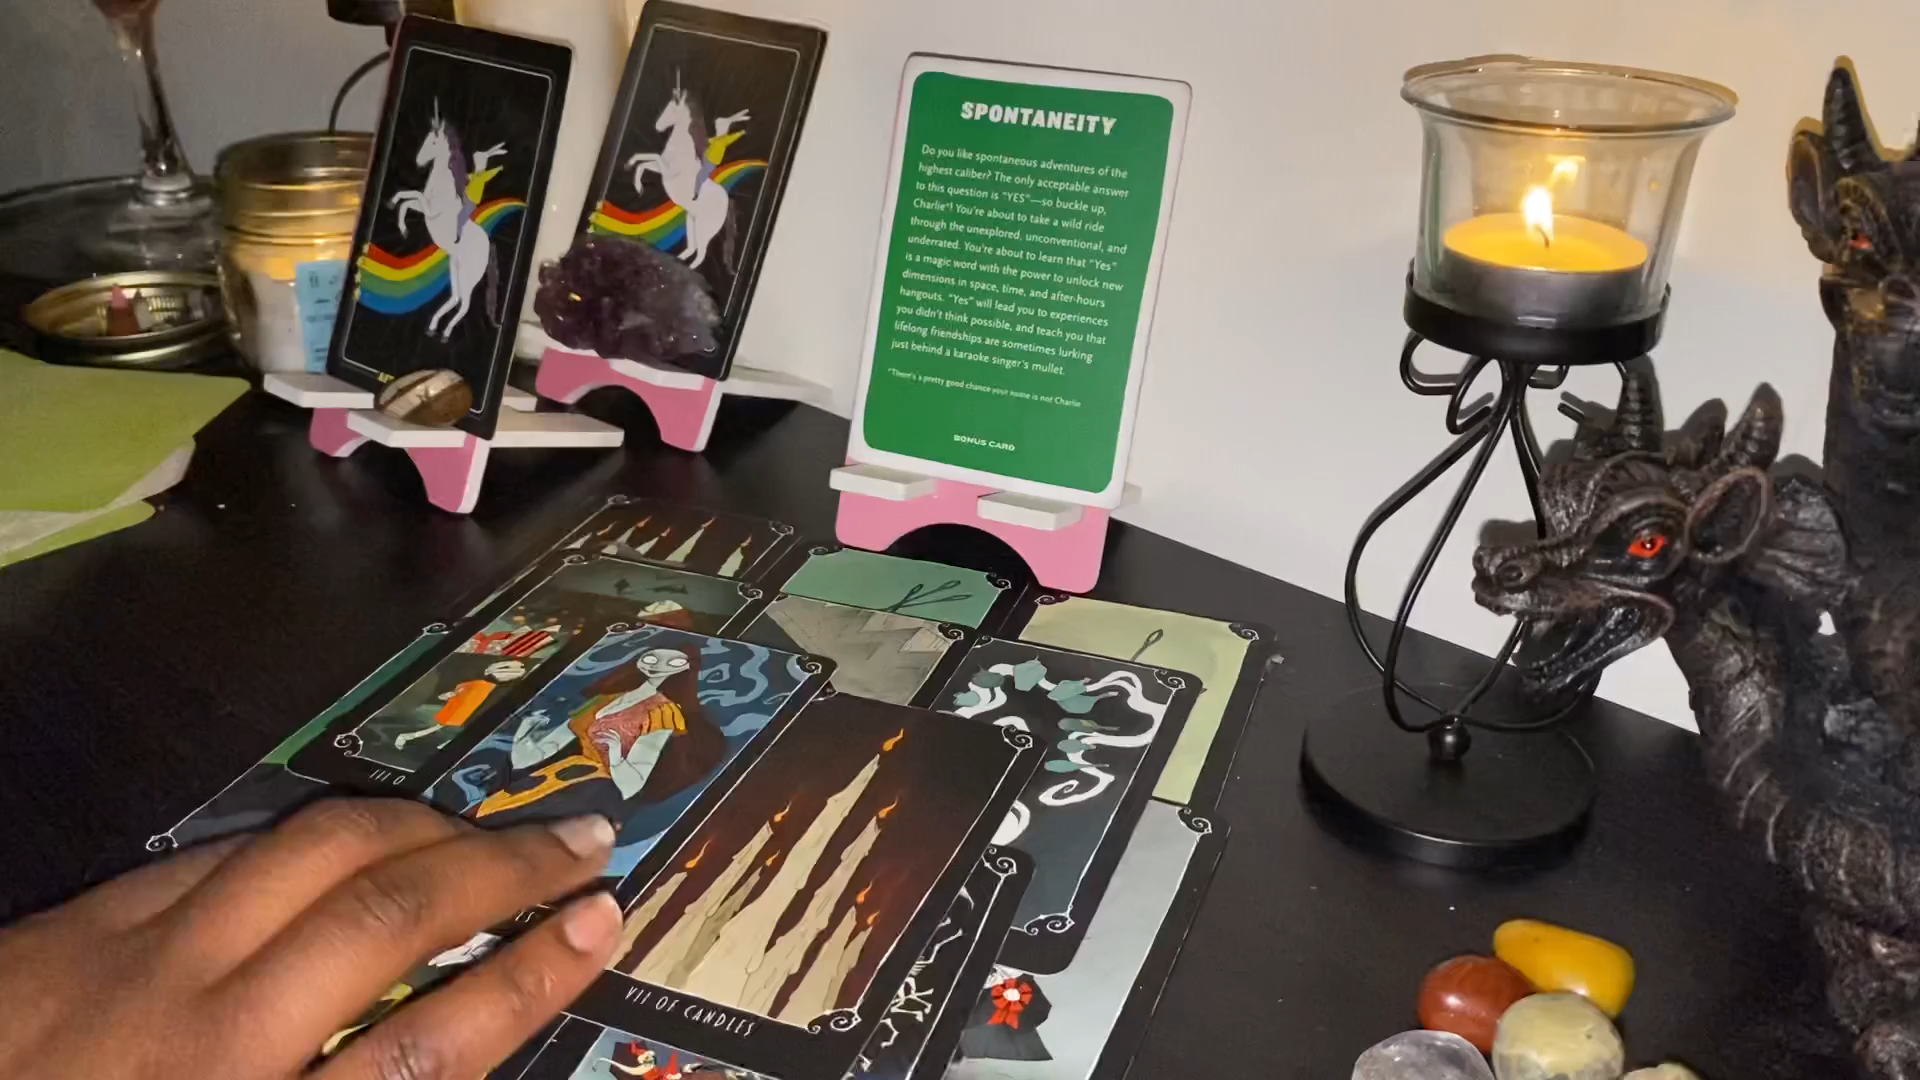 SPONTANEITY
Do you like spontaneous adventures of the
highest caliber? The only acceptable answer
to this question is "YES"—so buckle up,
Charlie*! You're about to take a wild ride
through the unexplored, unconventional, and
underrated. You're about to learn that "Yes"
is a magic word with the power to unlock new
dimensions in space, time, and after-hours
hangouts. "Yes" will lead you to experiences
you didn't think possible, and teach you that
lifelong friendships are sometimes lurking
just behind a karaoke singer's mullet.
*There's a pretty good chance your name is not Charlie
BONUS CARD
III O
VII OF CANDLES